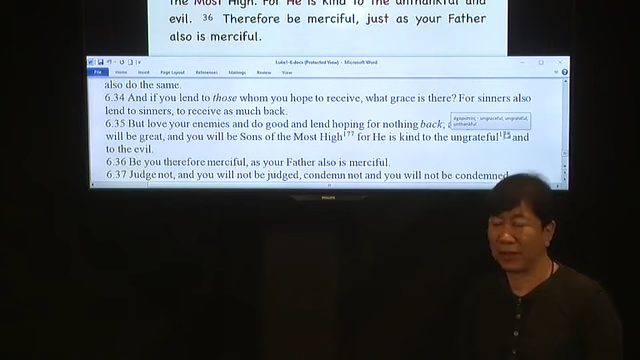 the Most High. For He is kind to the unthankful and
evil. 36 Therefore be merciful, just as your Father
also is merciful.
Luke1-6.docx (Protected View) - Microsoft Word
File Home Insert Page Layout References Mailings Review View
also do the same.
6.34 And if you lend to those whom you hope to receive, what grace is there? For sinners also
lend to sinners, to receive as much back.
6.35 But love your enemies and do good and lend hoping for nothing back;
ungraceful, ungrateful,
unthankful
will be great, and you will be Sons of the Most High177 for He is kind to the ungrateful and
to the evil.
6.36 Be you therefore merciful, as your Father also is merciful.
6.37 Judge not, and you will not be judged, condemn not and you will not be condemned
PHILIPS